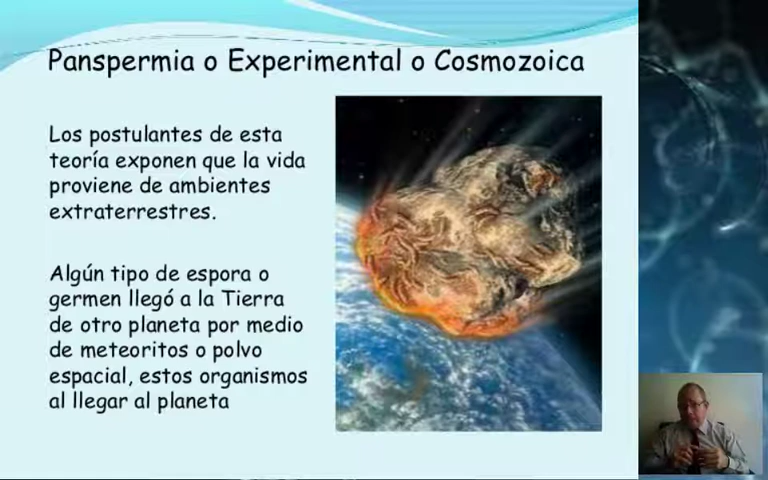 Panspermia o Experimental o Cosmozoica
Los postulantes de esta
teoría exponen que la vida
proviene de ambientes
extraterrestres.
Algún tipo de espora o
germen llegó a la Tierra
de otro planeta por medio
de meteoritos o polvo
espacial, estos organismos
al llegar al planeta